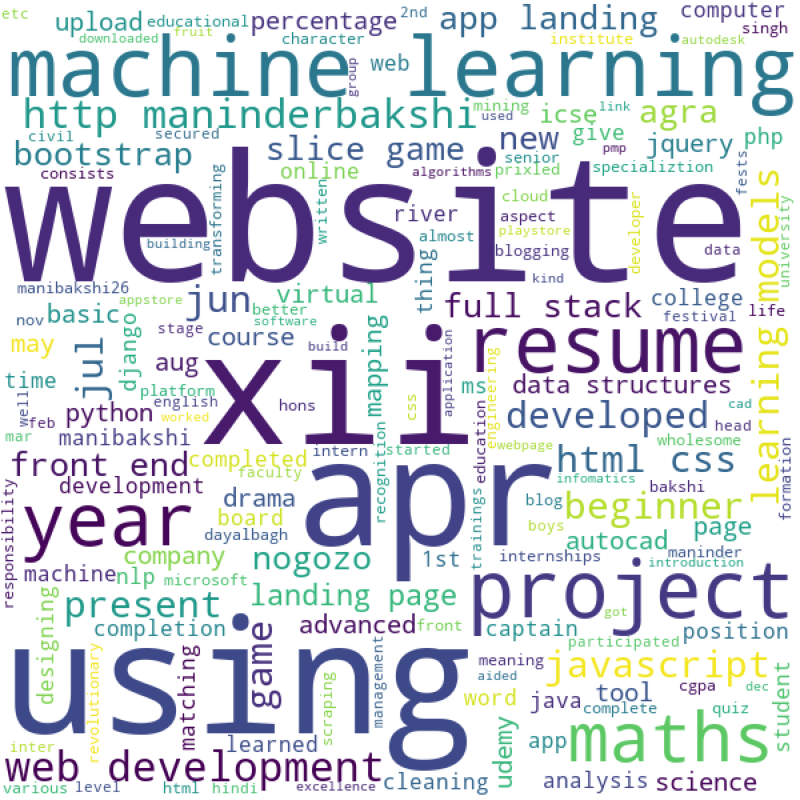 etc
upload
educational
fruit
percentage
app landing
computer
2nd
singh
downloaded
character
institute
autodesk
machine learning
group
web
http maninderbakshi
mining
used
icse
link
agra
civil
secured
give
php
bootstrap
slice game
new
jquery
pmp
senior
consists
online
algorithms
prixled
specializtion
fests
website
transforming
written
river
cloud
aspect
developer
university
almost
playstore
building
blogging
data
kind
learning models
manibakshi26
appstore
jun
virtual
thing
full stack
college
life
nov
basic
stage
better
software
festival
may
jul
django
course
mapping
xii
build
application
resume
time
aug
css
ms
data structures
cad
well
feb
platform
engineering
python
english
hons
developed
head
mar
worked
manibakshi
recognition
education
webpage
wholesome
formation
front end
completed
intern
started
apr
html css
faculty
infomatics
bakshi
responsibility
development
drama
trainings
blog
beginner
year
board
boys
page
dayalbagh
autocad
company
nogozo
1st
internships
maninder
machine
nlp
microsoft
introduction
project
present
landing page
got
designing
completion
game
advanced
front
captain
position
participated
using
matching
management
meaning
javascript
student
revolutionary
scraping
aided
cgpa
dec
word
java
tool
complete
quiz
inter
learned
udemy
app
maths
web development
cleaning
analysis
science
various
level
html
hindi
excellence